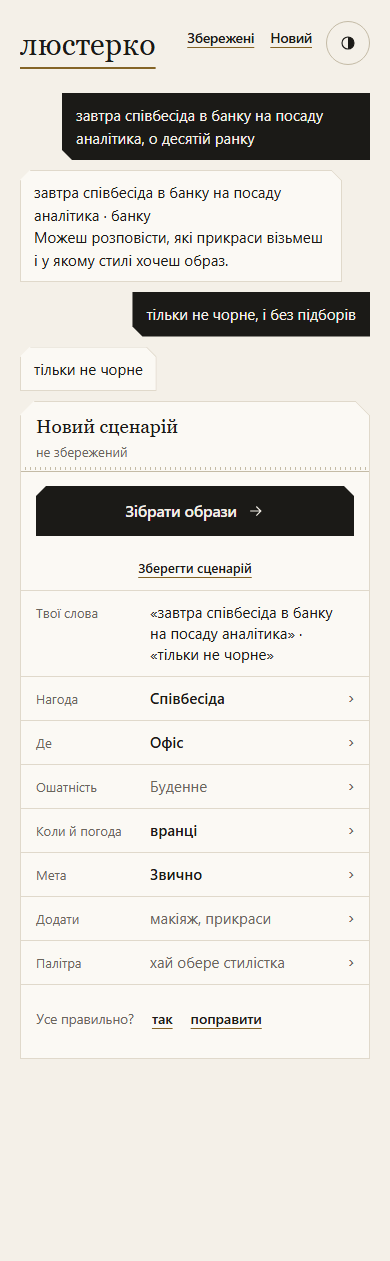 люстерко
Збережені Новий
завтра співбесіда в банку на посаду
аналітика, о десятій ранку
завтра співбесіда в банку на посаду
аналітика · банку
Можеш розповісти, які прикраси візьмеш
і у якому стилі хочеш образ.
тільки не чорне, і без підборів
тільки не чорне
Новий сценарій
не збережений
Зібрати образи →
Зберегти сценарій
Твої слова «завтра співбесіда в банку
на посаду аналітика» ·
«тільки не чорне»
Нагода Співбесіда ›
Де Офіс ›
Ошатність Буденне ›
Коли й погода вранці ›
Мета Звично ›
Додати макіяж, прикраси ›
Палітра хай обере стилістка ›
Усе правильно? так поправити